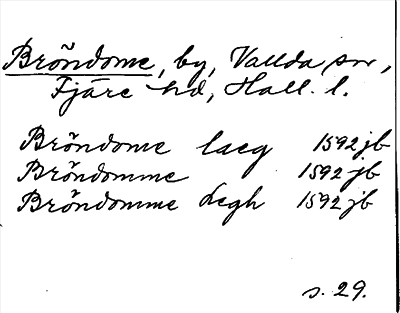 Bröndome, by, Vallda sn,
Fjäre hd, Hall. l.
Bröndome laeg 1592 jb
Bröndomme 1592 jb
Bröndomme Legh 1592 jb
s. 29.